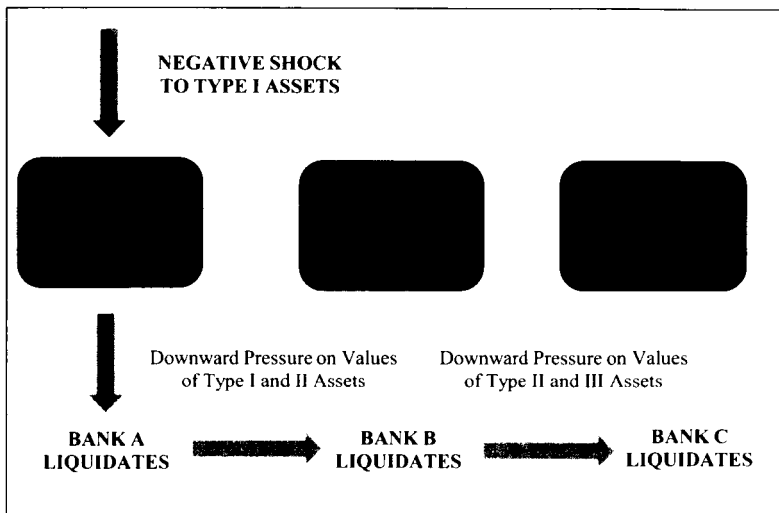 NEGATIVE SHOCK
TO TYPE I ASSETS
Downward Pressure on Values
of Type I and II Assets
Downward Pressure on Values
of Type II and III Assets
BANK A
LIQUIDATES
BANK B
LIQUIDATES
BANK C
LIQUIDATES